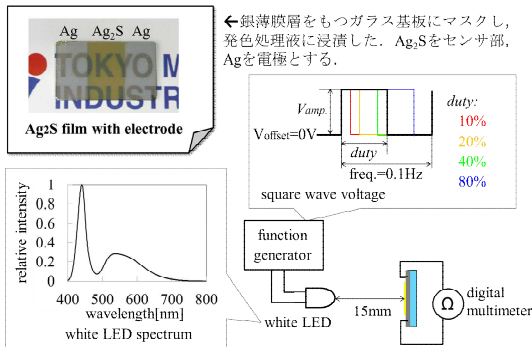 Ag Ag₂S Ag
TOKYO M
INDUSTR
Ag₂S film with electrode
←銀薄膜層をもつガラス基板にマスクし，
発色処理液に浸漬した．Ag₂Sをセンサ部，
Agを電極とする．
Vamp.
Voffset=0V
duty
freq.=0.1Hz
duty:
10%
20%
40%
80%
square wave voltage
relative intensity
1
0.8
0.6
0.4
0.2
0
400 500 600 700 800
wavelength[nm]
white LED spectrum
function
generator
white LED
15mm
Ω
digital
multimeter